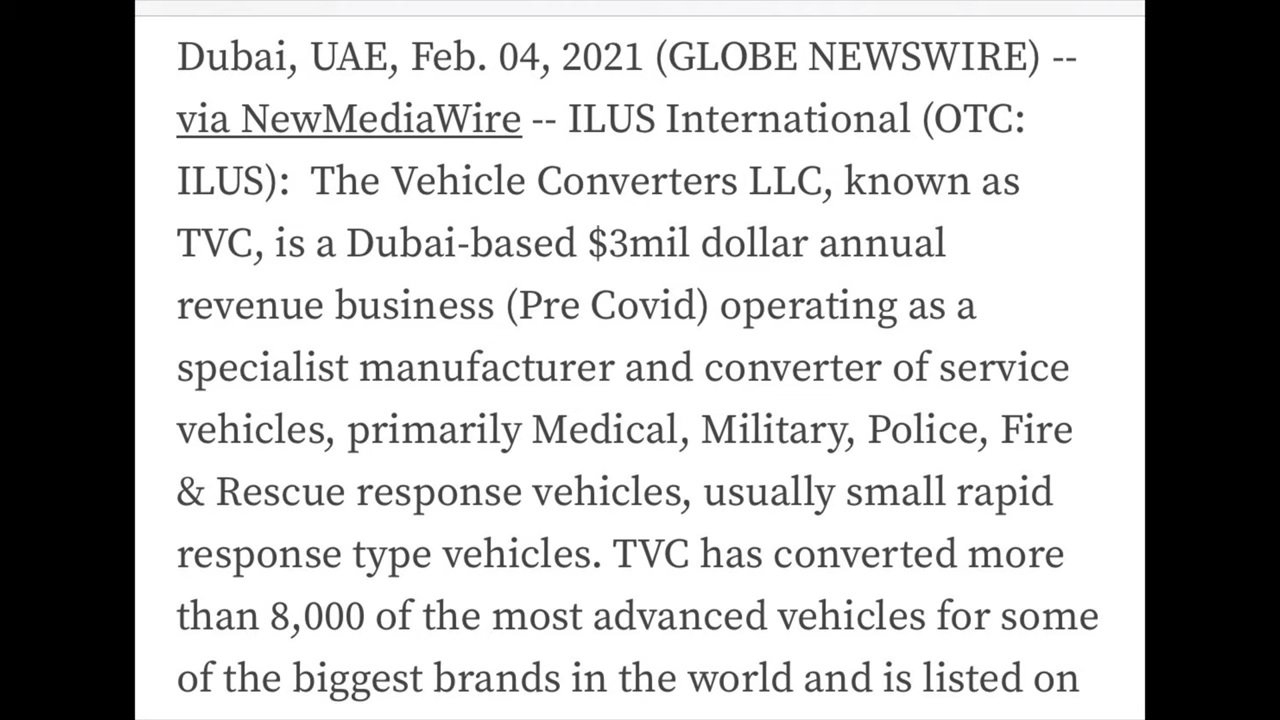 Dubai, UAE, Feb. 04, 2021 (GLOBE NEWSWIRE) --
via NewMediaWire -- ILUS International (OTC:
ILUS):  The Vehicle Converters LLC, known as
TVC, is a Dubai-based $3mil dollar annual
revenue business (Pre Covid) operating as a
specialist manufacturer and converter of service
vehicles, primarily Medical, Military, Police, Fire
& Rescue response vehicles, usually small rapid
response type vehicles. TVC has converted more
than 8,000 of the most advanced vehicles for some
of the biggest brands in the world and is listed on